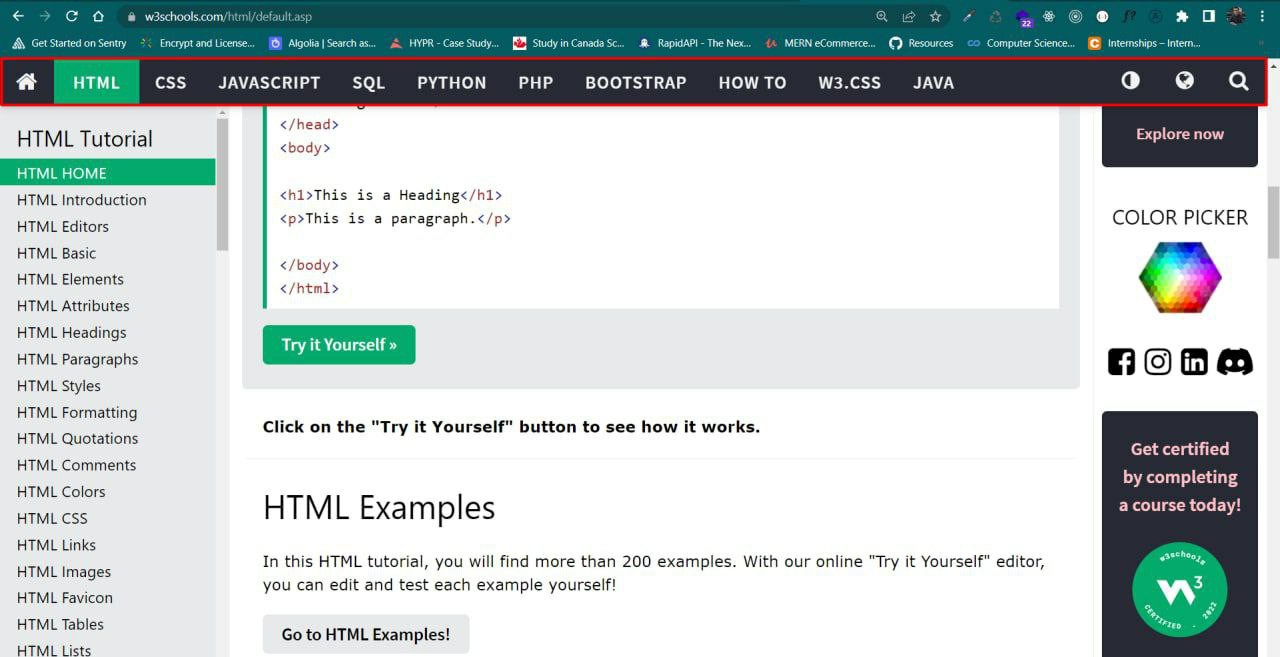 w3schools.com/html/default.asp
22
Get Started on Sentry
Encrypt and License...
Algolia | Search as...
HYPR - Case Study...
Study in Canada Sc...
RapidAPI - The Nex...
MERN eCommerce...
Resources
Computer Science...
Internships – Intern...
HTML CSS JAVASCRIPT SQL PYTHON PHP BOOTSTRAP HOW TO W3.CSS JAVA
HTML Tutorial
HTML HOME
HTML Introduction
HTML Editors
HTML Basic
HTML Elements
HTML Attributes
HTML Headings
HTML Paragraphs
HTML Styles
HTML Formatting
HTML Quotations
HTML Comments
HTML Colors
HTML CSS
HTML Links
HTML Images
HTML Favicon
HTML Tables
HTML Lists
</head>
<body>
<h1>This is a Heading</h1>
<p>This is a paragraph.</p>
</body>
</html>
Try it Yourself »
Click on the "Try it Yourself" button to see how it works.
HTML Examples
In this HTML tutorial, you will find more than 200 examples. With our online "Try it Yourself" editor,
you can edit and test each example yourself!
Go to HTML Examples!
Explore now
COLOR PICKER
Get certified
by completing
a course today!
w3schools
W3
CERTIFIED . 2022